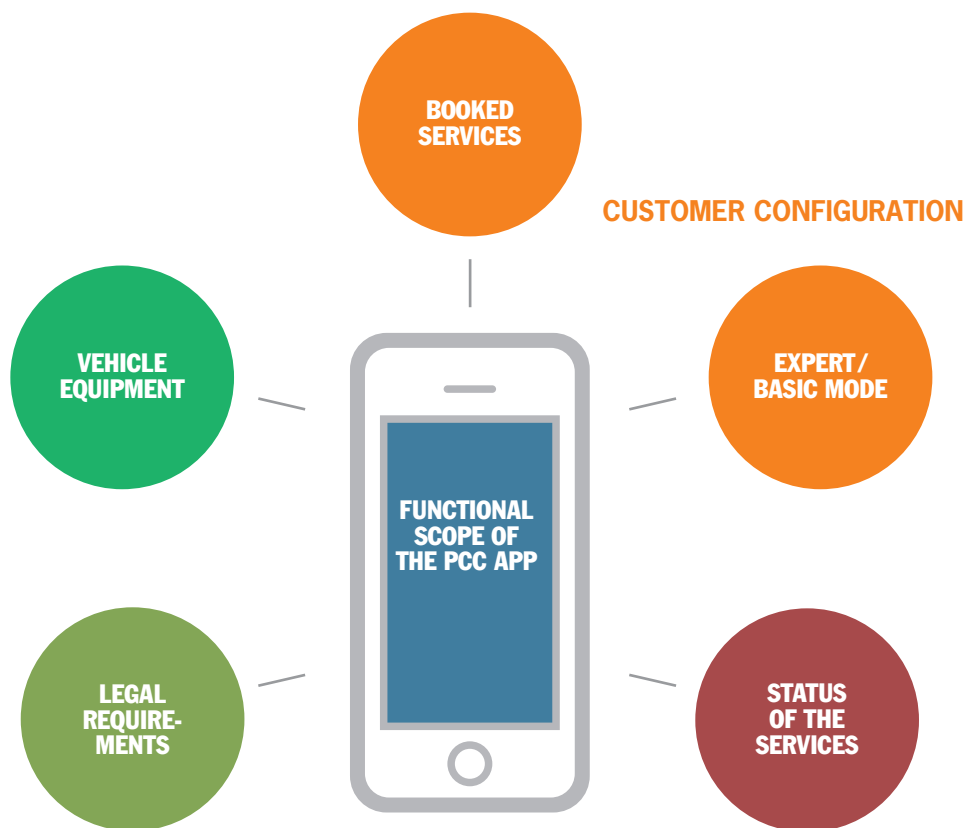 BOOKED
SERVICES
CUSTOMER CONFIGURATION
VEHICLE
EQUIPMENT
EXPERT/
BASIC MODE
FUNCTIONAL
SCOPE OF
THE PCC APP
LEGAL
REQUIRE-
MENTS
STATUS
OF THE
SERVICES